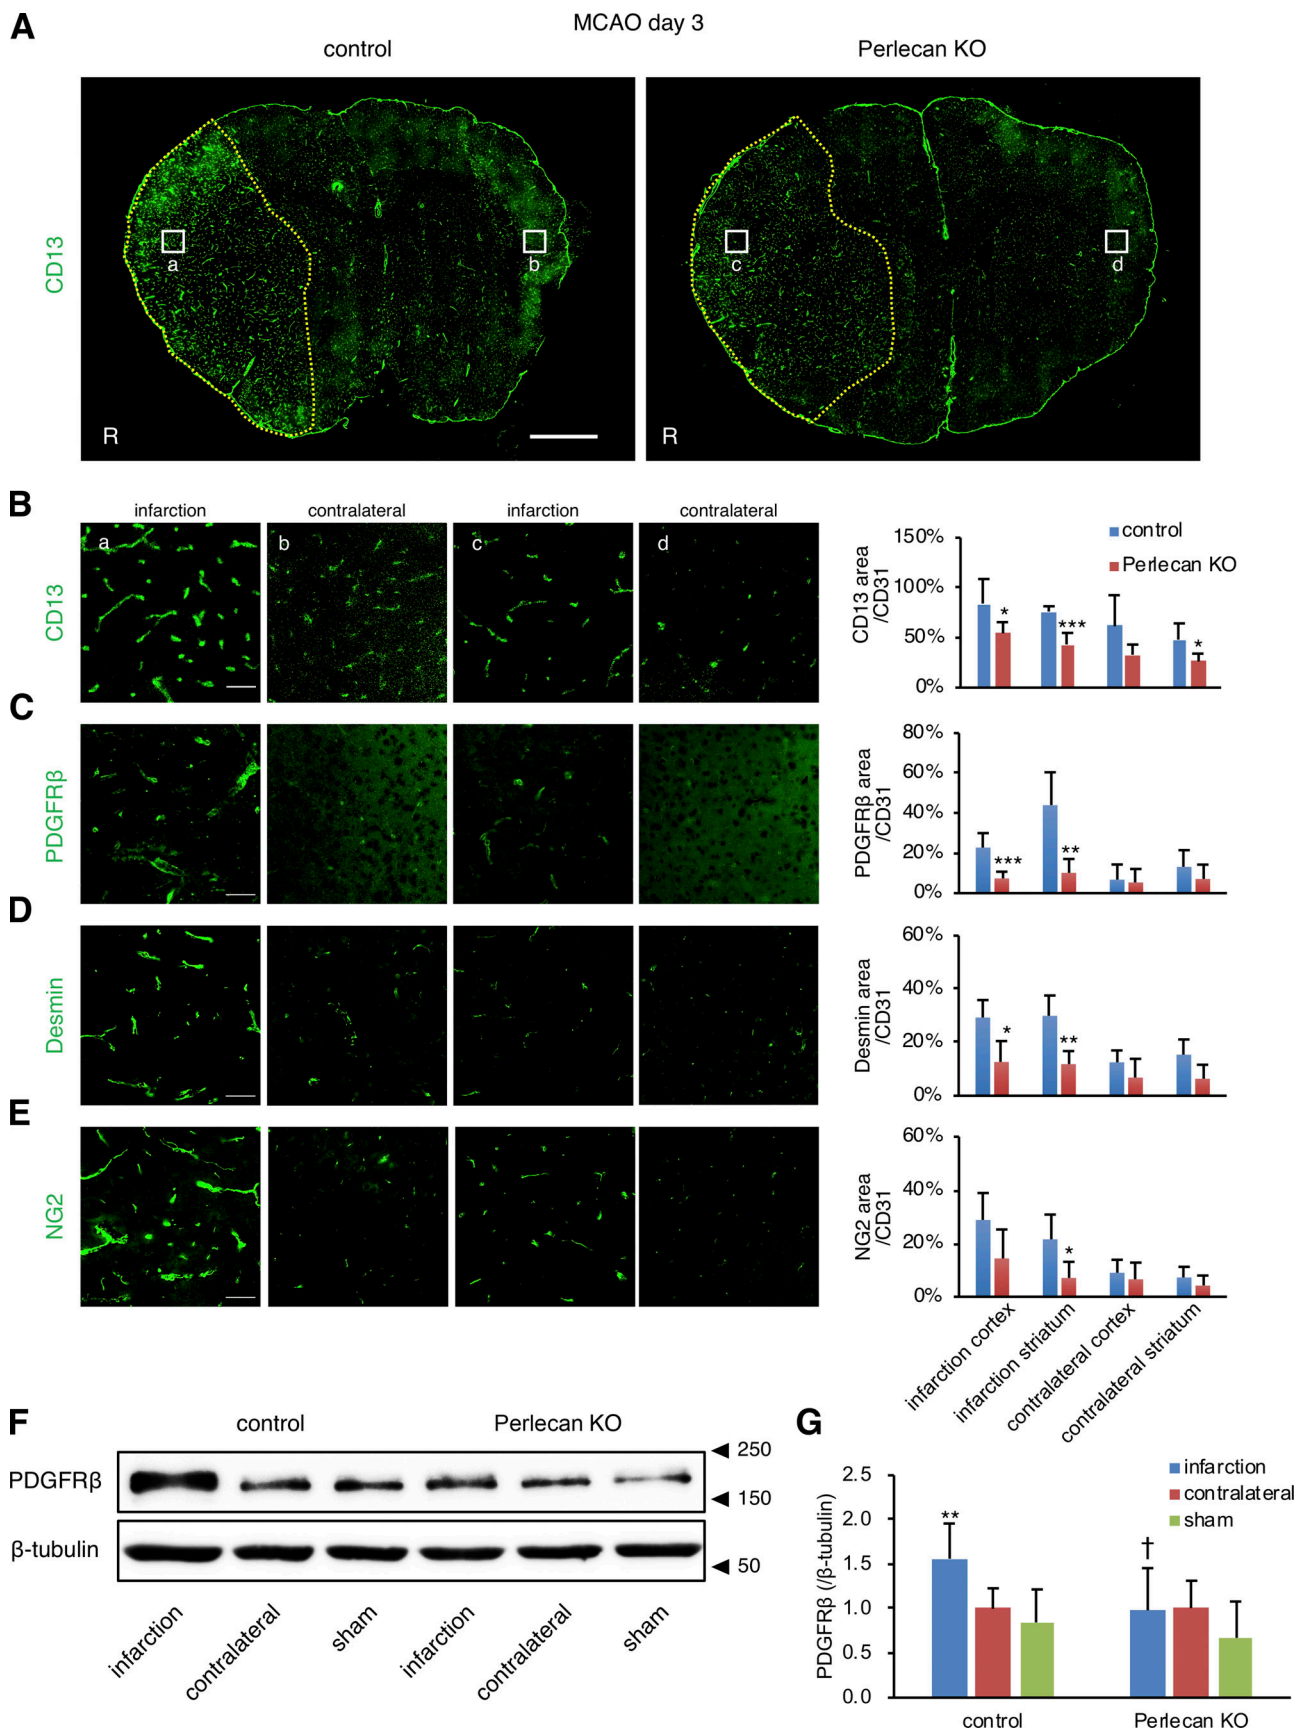 A
MCAO day 3
control
Perlecan KO
CD13
a
b
c
d
R
R
B
infarction
contralateral
infarction
contralateral
CD13
a
b
c
d
CD13 area
/CD31
150%
100%
50%
0%
control
Perlecan KO
*
***
*
C
PDGFRβ
PDGFRβ area
/CD31
80%
60%
40%
20%
0%
***
**
D
Desmin
Desmin area
/CD31
60%
40%
20%
0%
*
**
E
NG2
NG2 area
/CD31
60%
40%
20%
0%
*
infarction cortex
infarction striatum
contralateral cortex
contralateral striatum
F
control
Perlecan KO
PDGFRβ
250
150
β-tubulin
50
infarction
contralateral
sham
infarction
contralateral
sham
G
PDGFRβ (/β-tubulin)
2.5
2.0
1.5
1.0
0.5
0.0
infarction
contralateral
sham
**
†
control
Perlecan KO